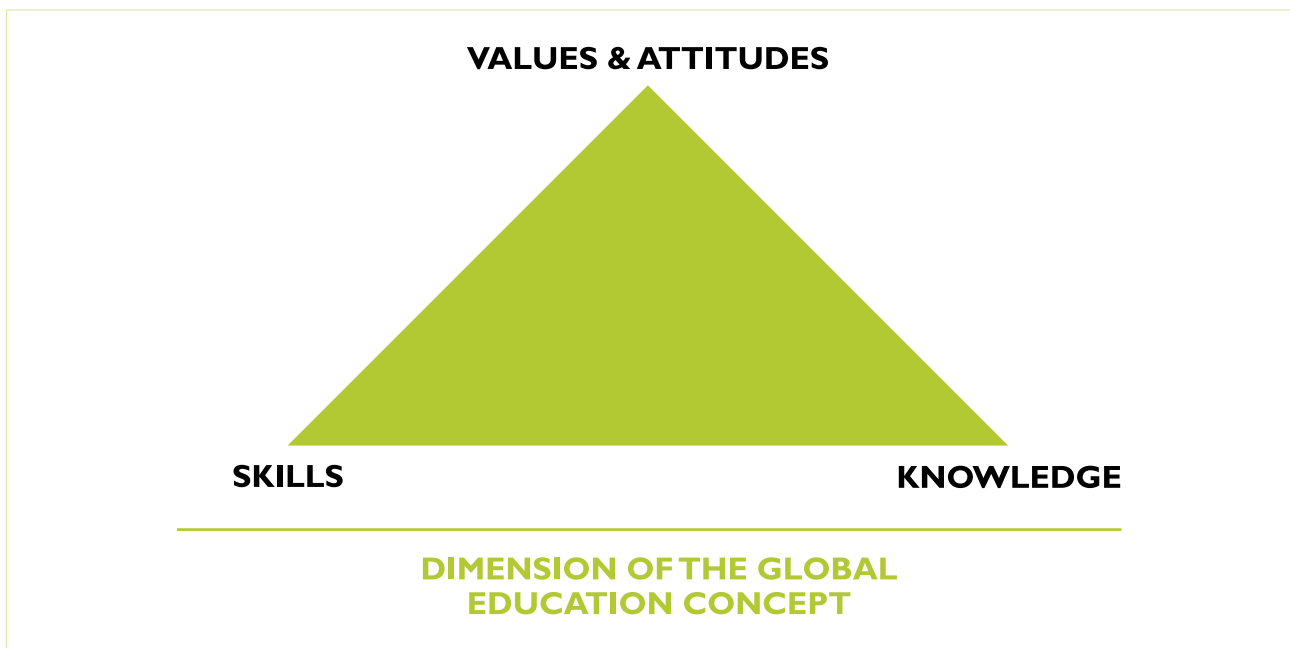 VALUES & ATTITUDES
SKILLS
KNOWLEDGE
DIMENSION OF THE GLOBAL
EDUCATION CONCEPT